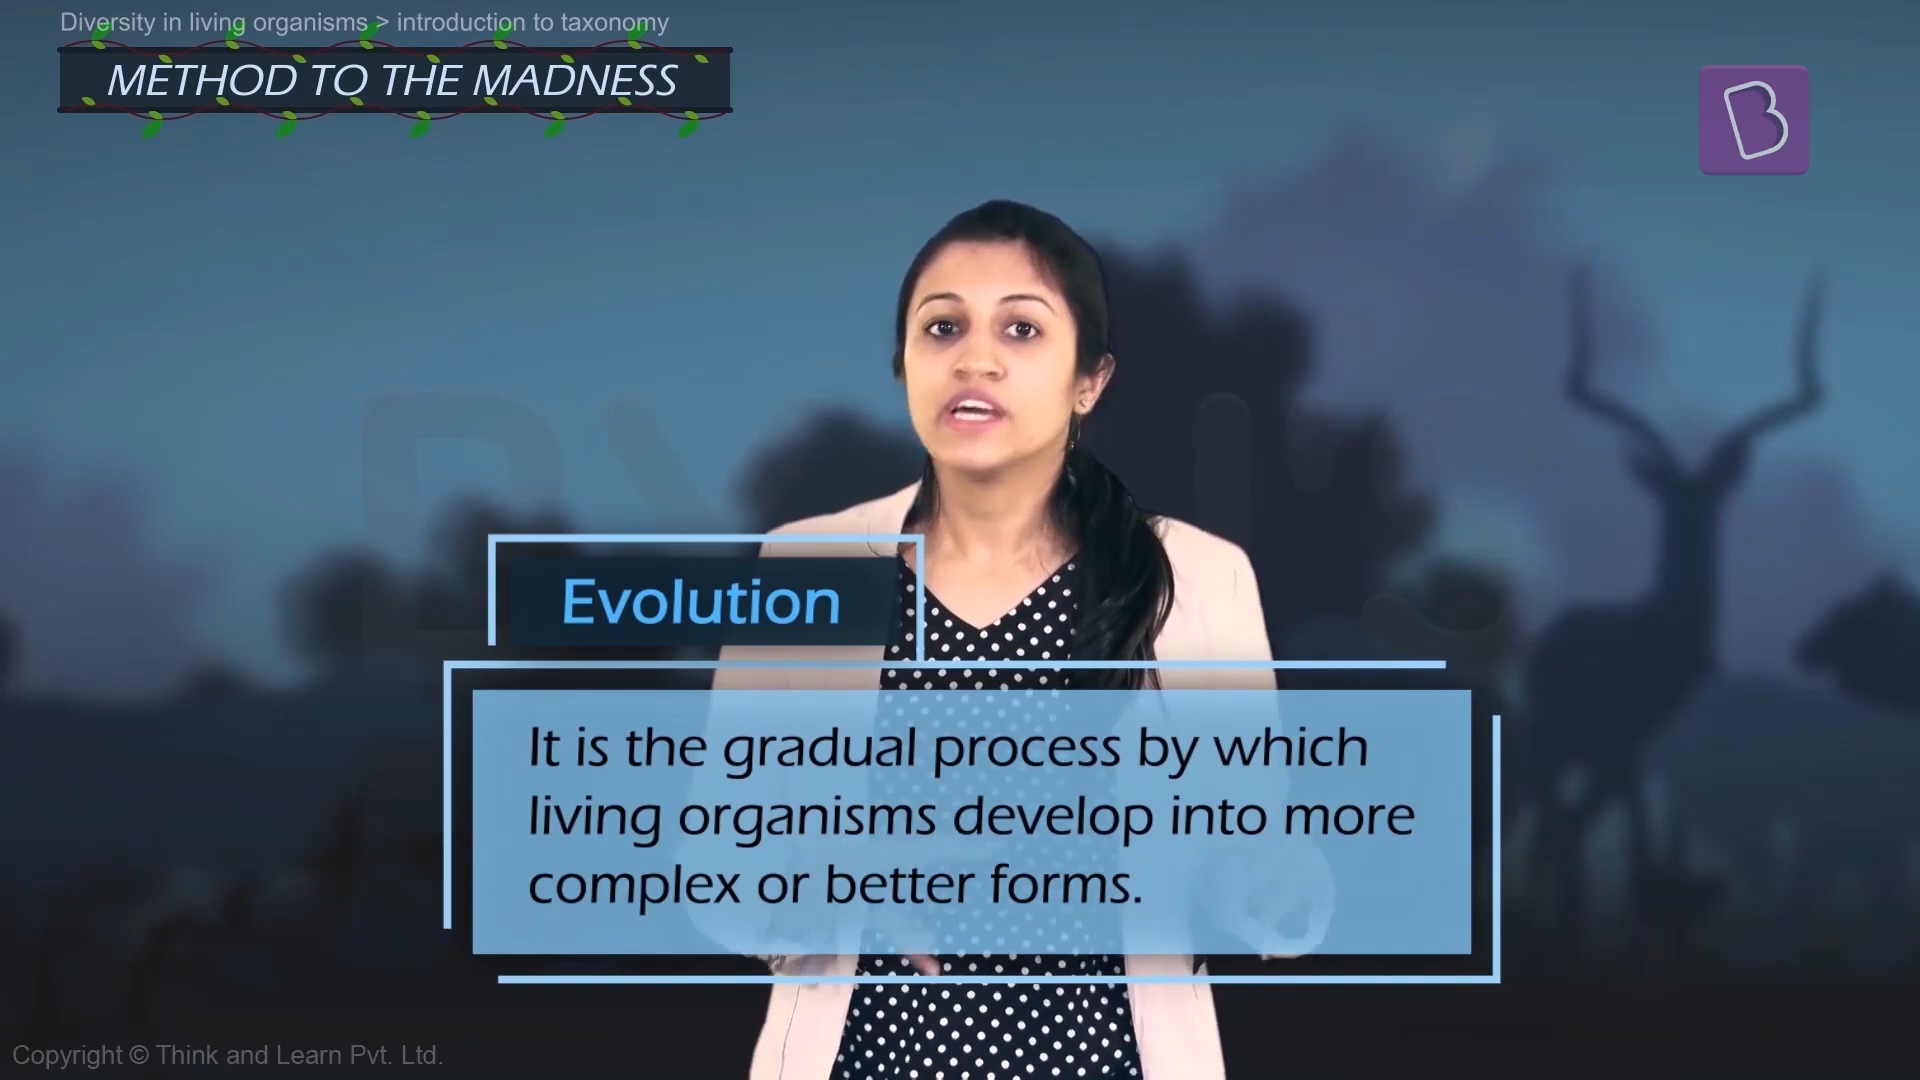 Diversity in living organisms > introduction to taxonomy
METHOD TO THE MADNESS
B
Evolution
It is the gradual process by which
living organisms develop into more
complex or better forms.
Copyright © Think and Learn Pvt. Ltd.